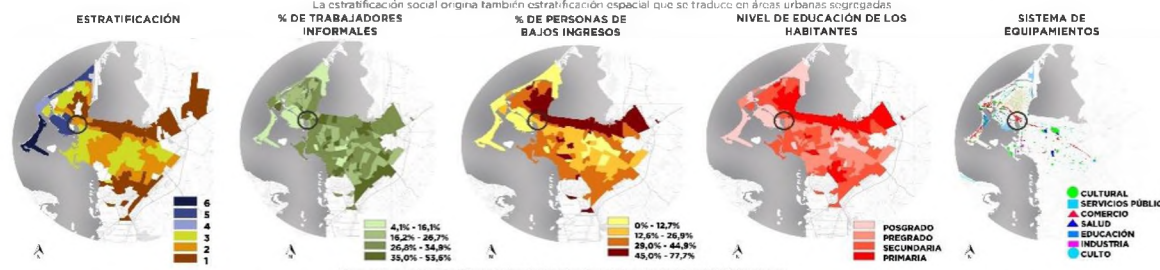 La estratificación social origina también estratificación espacial que se traduce en áreas urbanas segregadas
ESTRATIFICACIÓN
6
5
4
3
2
1
% DE TRABAJADORES
INFORMALES
4,1% - 16,1%
16,2% - 26,7%
26,8% - 34,9%
35,0% - 53,6%
% DE PERSONAS DE
BAJOS INGRESOS
0% - 12,7%
12,6% - 26,9%
29,0% - 44,9%
45,0% - 77,7%
NIVEL DE EDUCACIÓN DE LOS
HABITANTES
POSGRADO
PREGRADO
SECUNDARIA
PRIMARIA
SISTEMA DE
EQUIPAMIENTOS
CULTURAL
SERVICIOS PÚBLIC
COMERCIO
SALUD
EDUCACIÓN
INDUSTRIA
CULTO